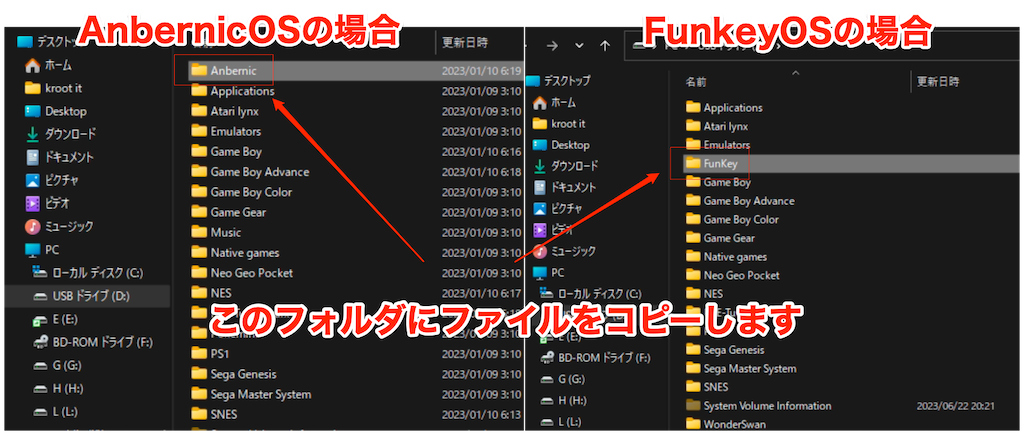 AnbernicOSの場合
更新日時
デスクトッ
ホーム
kroot it
Desktop
ダウンロード
ドキュメント
ピクチャ
ビデオ
ミュージック
PC
ローカル ディスク (C:)
USB ドライブ (D:)
E (E:)
BD-ROM ドライブ (F:)
G (G:)
H (H:)
L (L:)
Anbernic 2023/01/10 6:19
Applications 2023/01/09 3:10
Atari lynx 2023/01/09 3:10
Emulators 2023/01/09 3:10
Game Boy 2023/01/10 6:16
Game Boy Advance 2023/01/10 6:18
Game Boy Color 2023/01/09 3:10
Game Gear 2023/01/09 3:10
Music 2023/01/09 3:10
Native games 2023/01/09 3:10
Neo Geo Pocket 2023/01/09 3:10
NES 2023/01/10 6:17
PS1 2023/01/09 3:10
Sega Genesis 2023/01/09 3:10
Sega Master System 2023/01/09 3:10
SNES 2023/01/10 6:13
FunkeyOSの場合
名前 更新日時
デスクトップ
ホーム
kroot it
Desktop
ダウンロード
ドキュメント
ピクチャ
ビデオ
ミュージック
PC
ローカル ディスク (C:)
E (E:)
BD-ROM ドライブ (F:)
G (G:)
H (H:)
L (L:)
Applications
Atari lynx
Emulators
FunKey
Game Boy
Game Boy Advance
Game Boy Color
Game Gear
Native games
Neo Geo Pocket
NES
Sega Genesis
Sega Master System
SNES
System Volume Information 2023/06/22 20:21
WonderSwan
このフォルダにファイルをコピーします